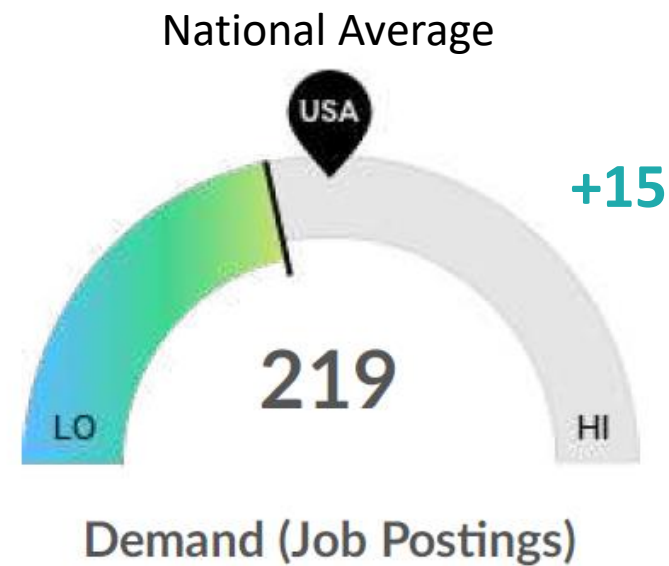 National Average
USA
+15
219
LO
HI
Demand (Job Postings)